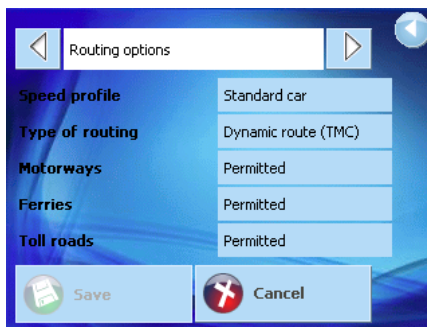 Routing options
Speed profile Standard car
Type of routing Dynamic route (TMC)
Motorways Permitted
Ferries Permitted
Toll roads Permitted
Save Cancel